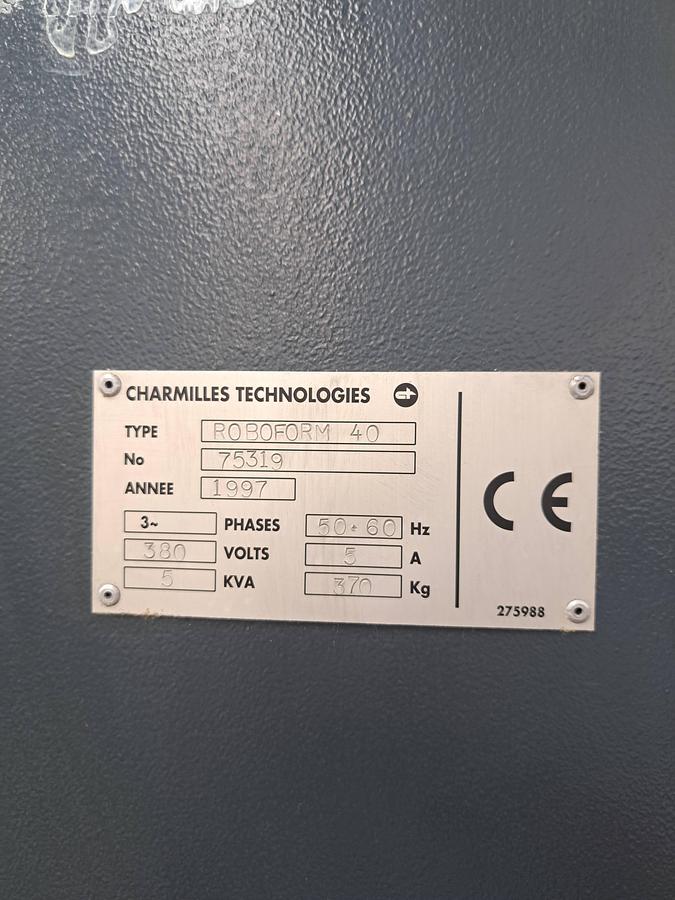 CHARMILLES TECHNOLOGIES
TYPE ROBOFORM 40
No 75319
ANNEE 1997
3~ PHASES 50-60 Hz
380 VOLTS 5 A
5 KVA 370 Kg
CE
275988